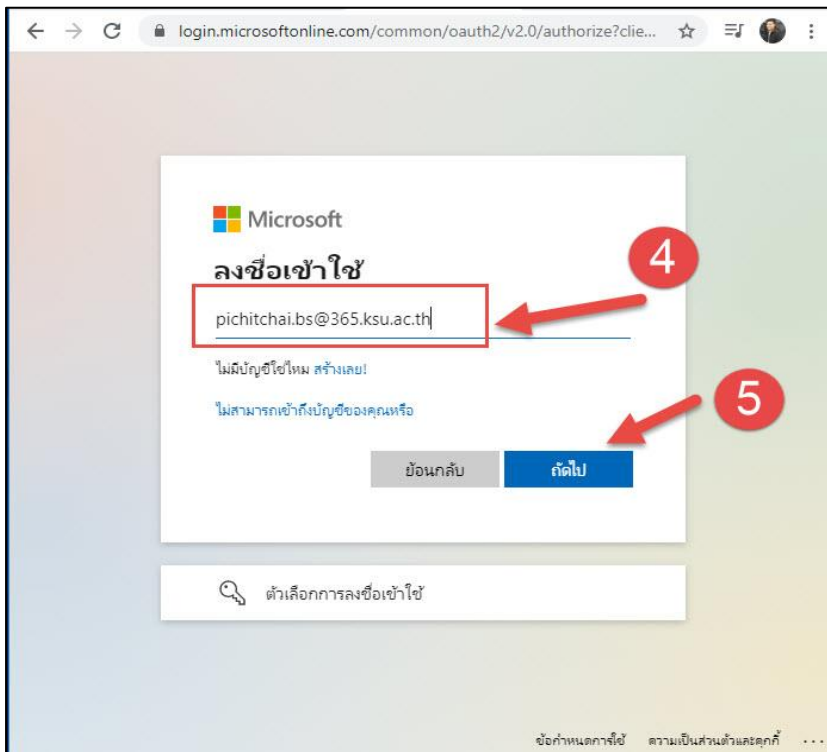 login.microsoftonline.com/common/oauth2/v2.0/authorize?clie...
Microsoft
ลงชื่อเข้าใช้
4
pichitchai.bs@365.ksu.ac.th
ไม่มีบัญชีใช่ไหม สร้างเลย!
ไม่สามารถเข้าถึงบัญชีของคุณหรือ
5
ย้อนกลับ ถัดไป
ตัวเลือกการลงชื่อเข้าใช้
ข้อกำหนดการใช้ ความเป็นส่วนตัวและคุกกี้ ...